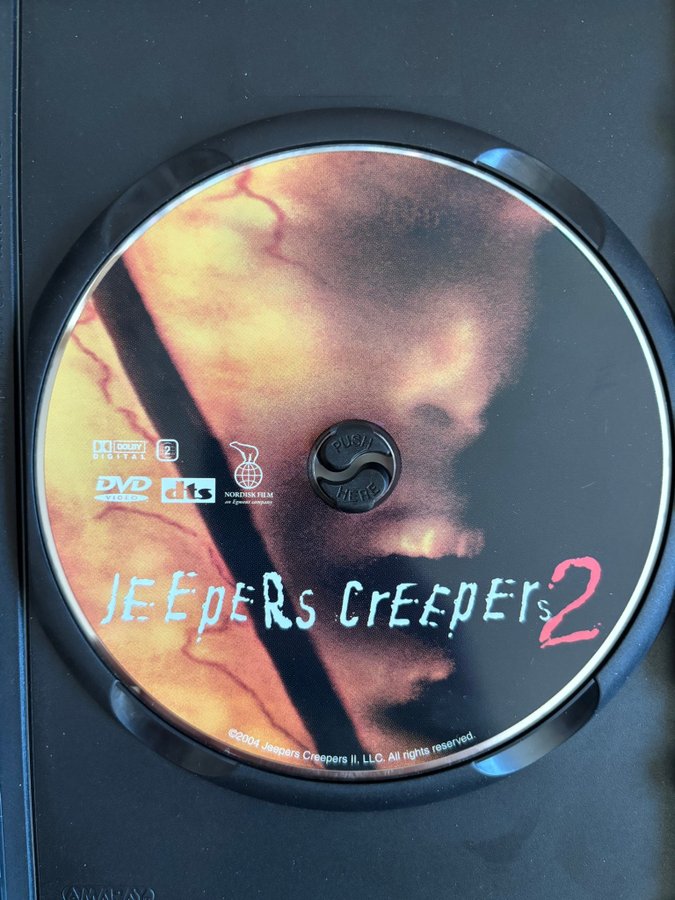 DOLBY
DIGITAL
2
DVD
VIDEO
dts
NORDISK FILM
an Egmont company
PUSH
HERE
JEEPERS CREEPERS 2
©2004 Jeepers Creepers II, LLC. All rights reserved.
AMARAY